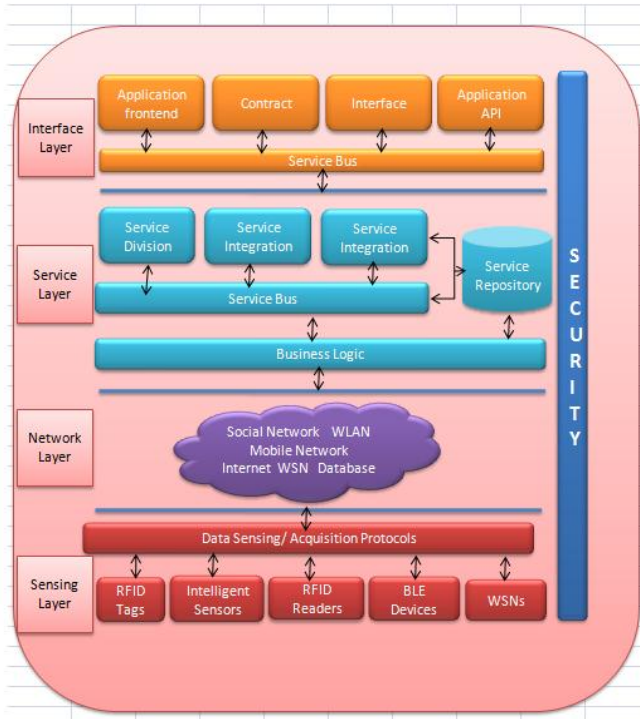 Interface
Layer
Application
frontend
Contract
Interface
Application
API
Service Bus
Service
Layer
Service
Division
Service
Integration
Service
Integration
Service
Repository
Service Bus
Business Logic
Network
Layer
Social Network WLAN
Mobile Network
Internet WSN Database
Sensing
Layer
Data Sensing/ Acquisition Protocols
RFID
Tags
Intelligent
Sensors
RFID
Readers
BLE
Devices
WSNs
S
E
C
U
R
I
T
Y